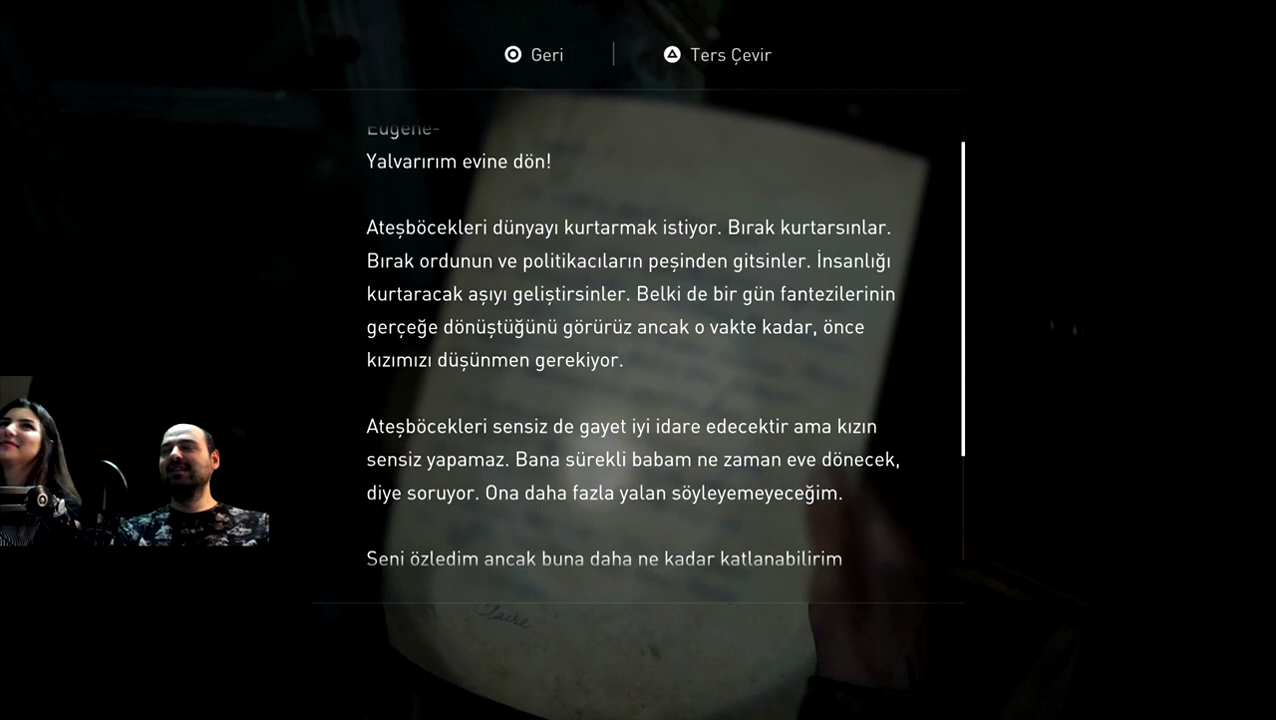 Geri
Ters Çevir
Eugene-
Yalvarırım evine dön!
Ateşböcekleri dünyayı kurtarmak istiyor. Bırak kurtarsınlar.
Bırak ordunun ve politikacıların peşinden gitsinler. İnsanlığı
kurtaracak aşıyı geliştirsinler. Belki de bir gün fantezilerinin
gerçeğe dönüştüğünü görürüz ancak o vakte kadar, önce
kızımızı düşünmen gerekiyor.
Ateşböcekleri sensiz de gayet iyi idare edecektir ama kızın
sensiz yapamaz. Bana sürekli babam ne zaman eve dönecek,
diye soruyor. Ona daha fazla yalan söyleyemeyeceğim.
Seni özledim ancak buna daha ne kadar katlanabilirim
Claire